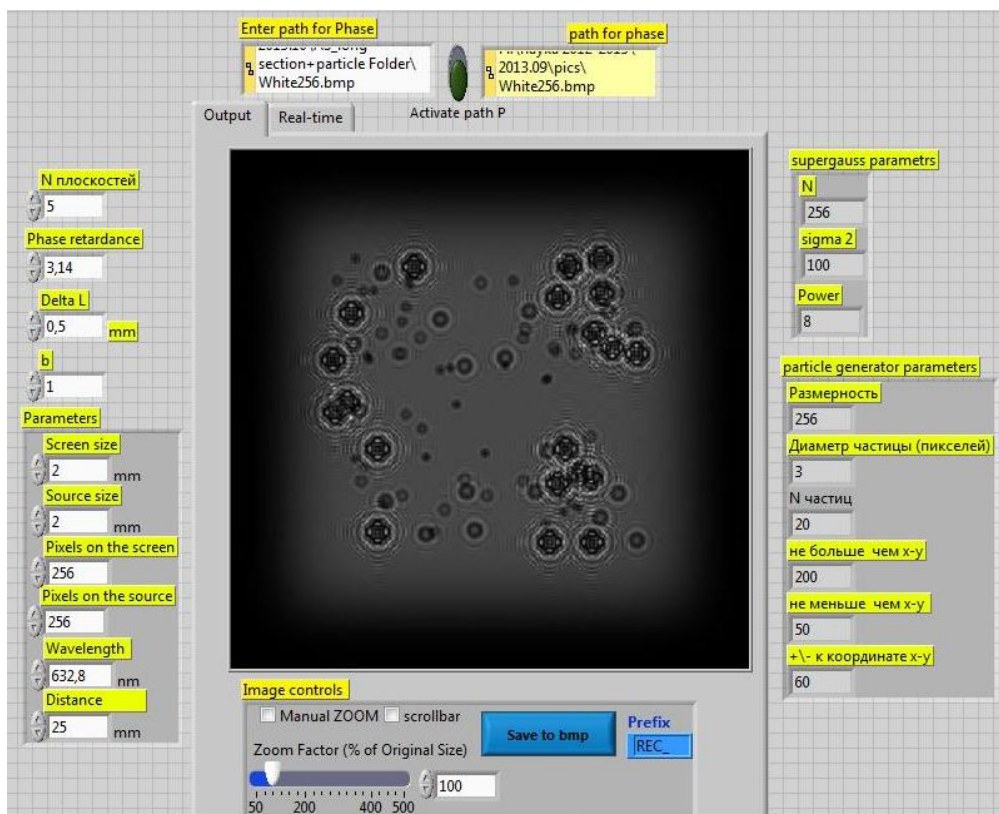 Enter path for Phase
path for phase
section+particle Folder\
White256.bmp
2013.09\pics\
White256.bmp
Activate path P
Output
Real-time
N плоскостей
5
Phase retardance
3,14
Delta L
0,5 mm
b
1
Parameters
Screen size
2 mm
Source size
2 mm
Pixels on the screen
256
Pixels on the source
256
Wavelength
632,8 nm
Distance
25 mm
supergauss parametrs
N
256
sigma 2
100
Power
8
particle generator parameters
Размерность
256
Диаметр частицы (пикселей)
3
N частиц
20
не больше чем x-y
200
не меньше чем x-y
50
+\- к координате x-y
60
Image controls
Manual ZOOM scrollbar
Save to bmp
Prefix
REC_
Zoom Factor (% of Original Size)
100
50 200 400 500